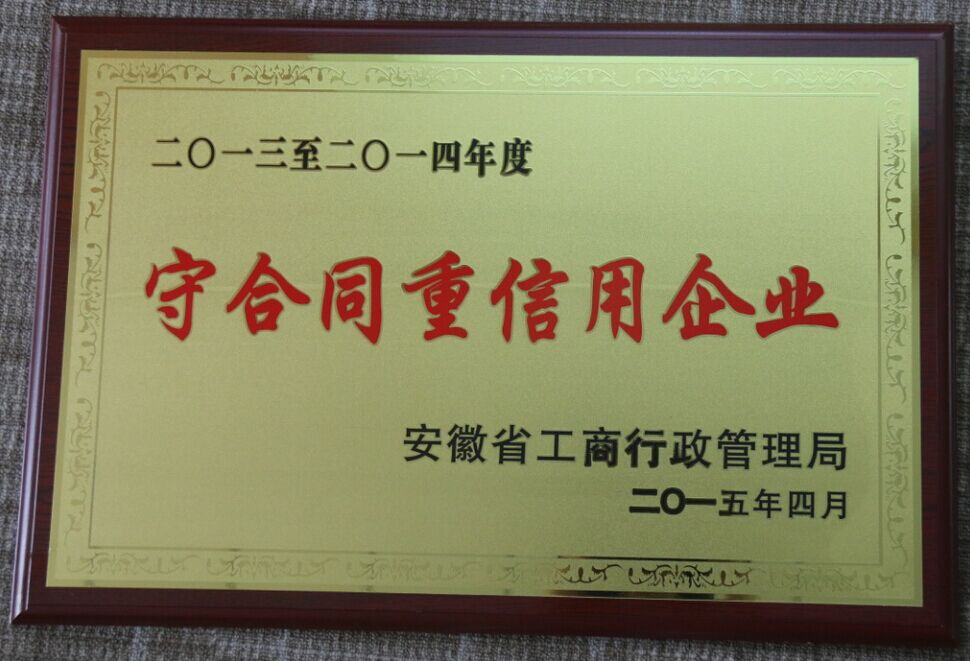 二〇一三至二〇一四年度
守合同重信用企业
安徽省工商行政管理局
二〇一五年四月